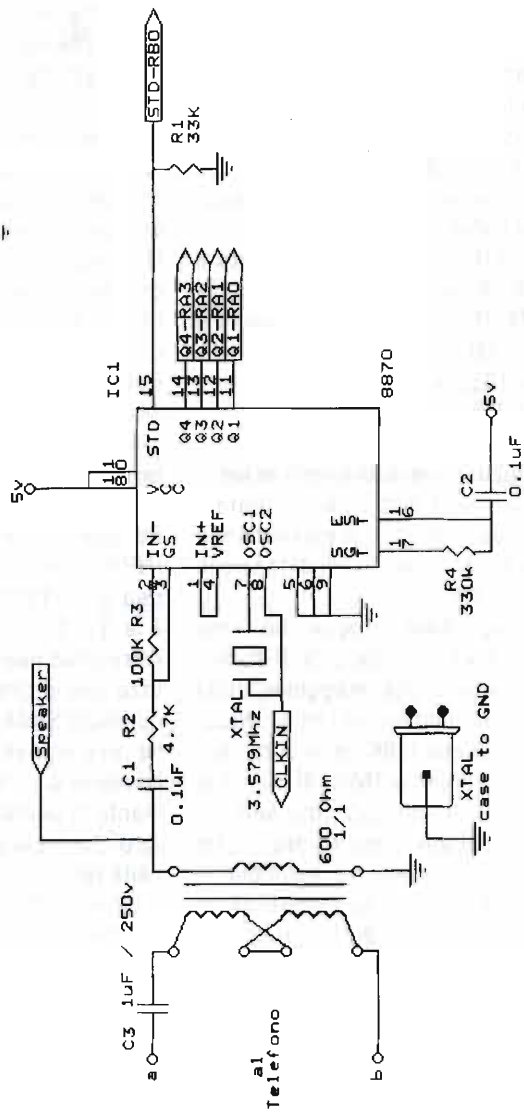 a
C3 1uF / 250v
al
Telefono
b
600 Ohm
1/1
Speaker
C1
0.1uF
R2
4.7K
100K R3
XTAL
3.579Mhz
CLKIN
XTAL
case to GND
5v
IC1
8870
2 IN-
3 GS
1 IN+
4 VREF
7 OSC1
8 OSC2
5
6
9
18
10
VCC
STD 15
Q4 14
Q3 13
Q2 12
Q1 11
Q4-RA3
Q3-RA2
Q2-RA1
Q1-RA0
STD-RB0
R1
33K
SGT
EST
17
16
R4
330k
C2
0.1uF
5v